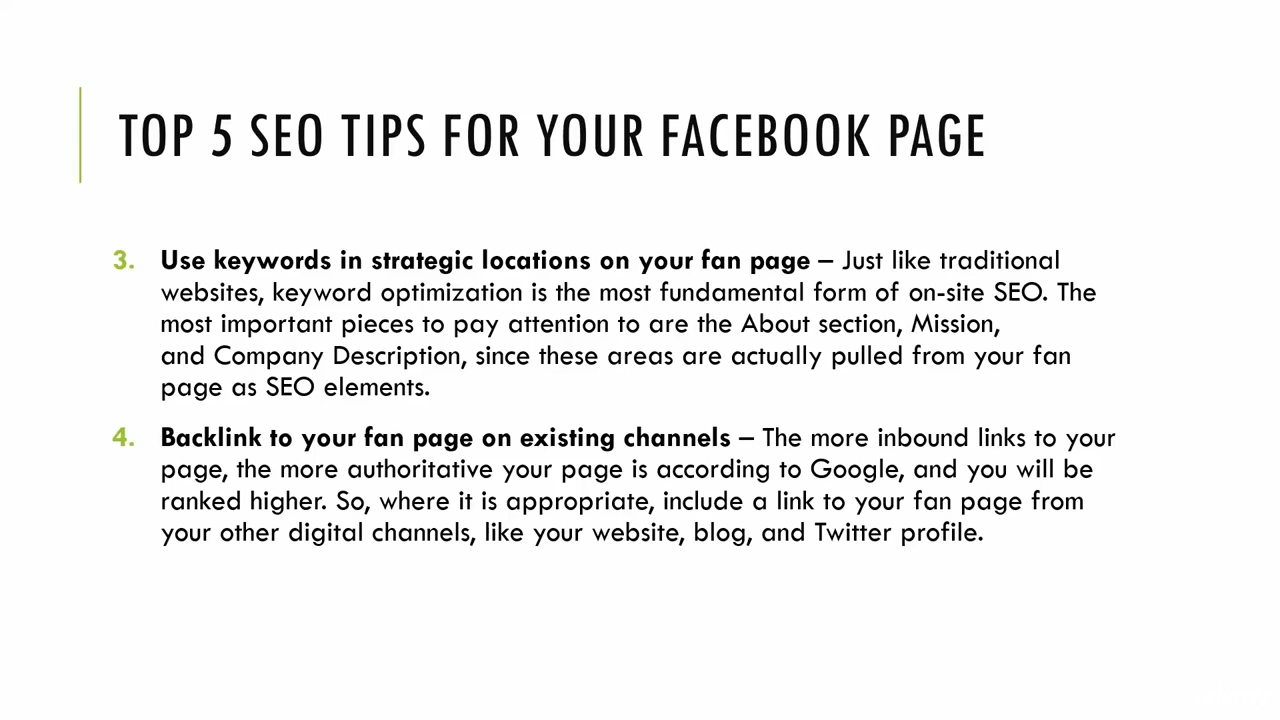 TOP 5 SEO TIPS FOR YOUR FACEBOOK PAGE
3. Use keywords in strategic locations on your fan page – Just like traditional
websites, keyword optimization is the most fundamental form of on-site SEO. The
most important pieces to pay attention to are the About section, Mission,
and Company Description, since these areas are actually pulled from your fan
page as SEO elements.
4. Backlink to your fan page on existing channels – The more inbound links to your
page, the more authoritative your page is according to Google, and you will be
ranked higher. So, where it is appropriate, include a link to your fan page from
your other digital channels, like your website, blog, and Twitter profile.